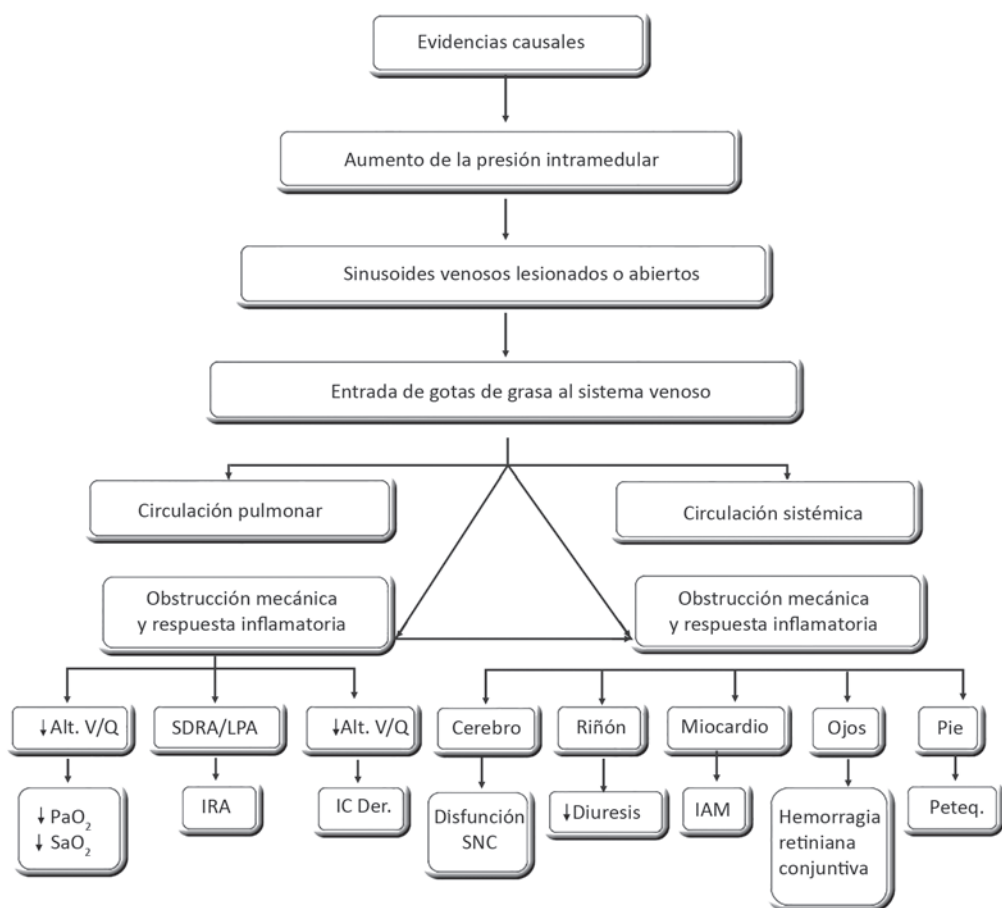 Evidencias causales
Aumento de la presión intramedular
Sinusoides venosos lesionados o abiertos
Entrada de gotas de grasa al sistema venoso
Circulación pulmonar
Circulación sistémica
Obstrucción mecánica
y respuesta inflamatoria
Obstrucción mecánica
y respuesta inflamatoria
↓Alt. V/Q
SDRA/LPA
↓Alt. V/Q
Cerebro
Riñón
Miocardio
Ojos
Pie
↓ PaO₂
↓ SaO₂
IRA
IC Der.
Disfunción
SNC
↓Diuresis
IAM
Hemorragia
retiniana
conjuntiva
Peteq.